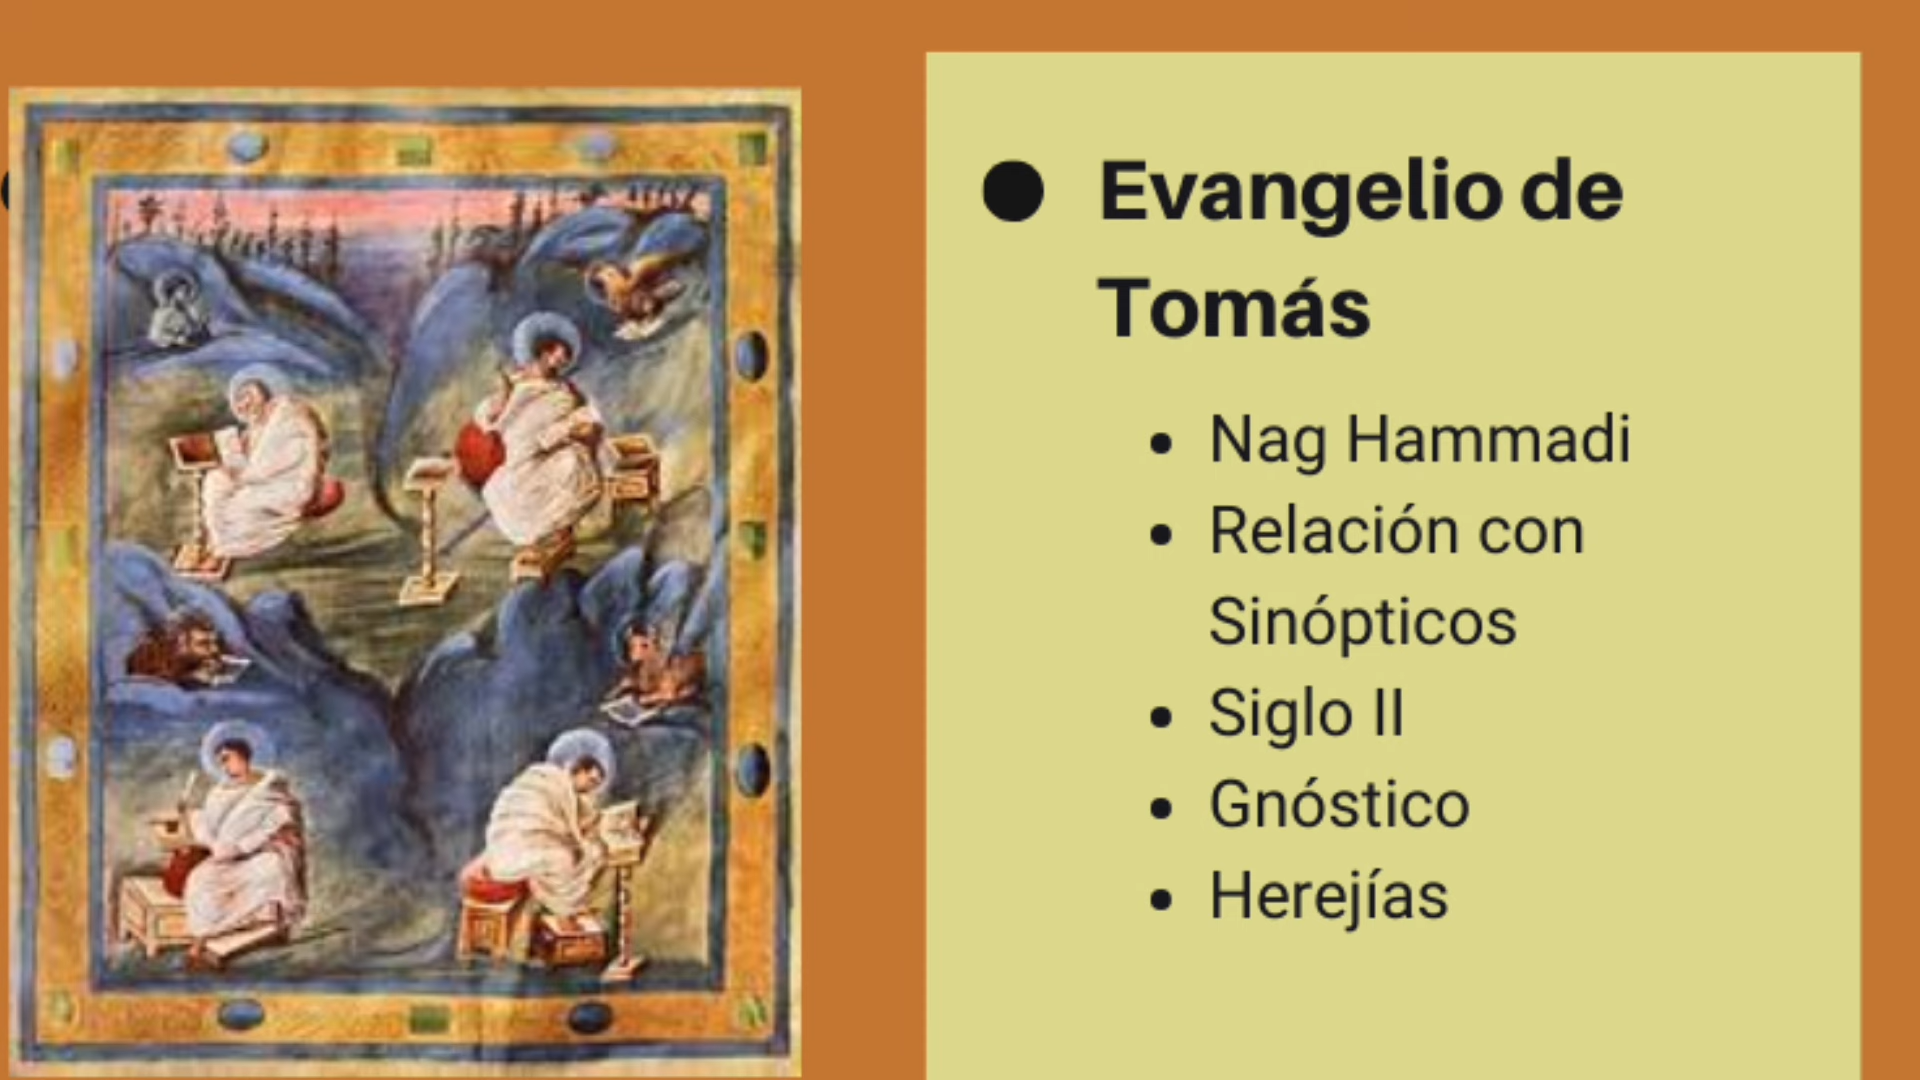 Evangelio de
Tomás
Nag Hammadi
Relación con
Sinópticos
Siglo II
Gnóstico
Herejías